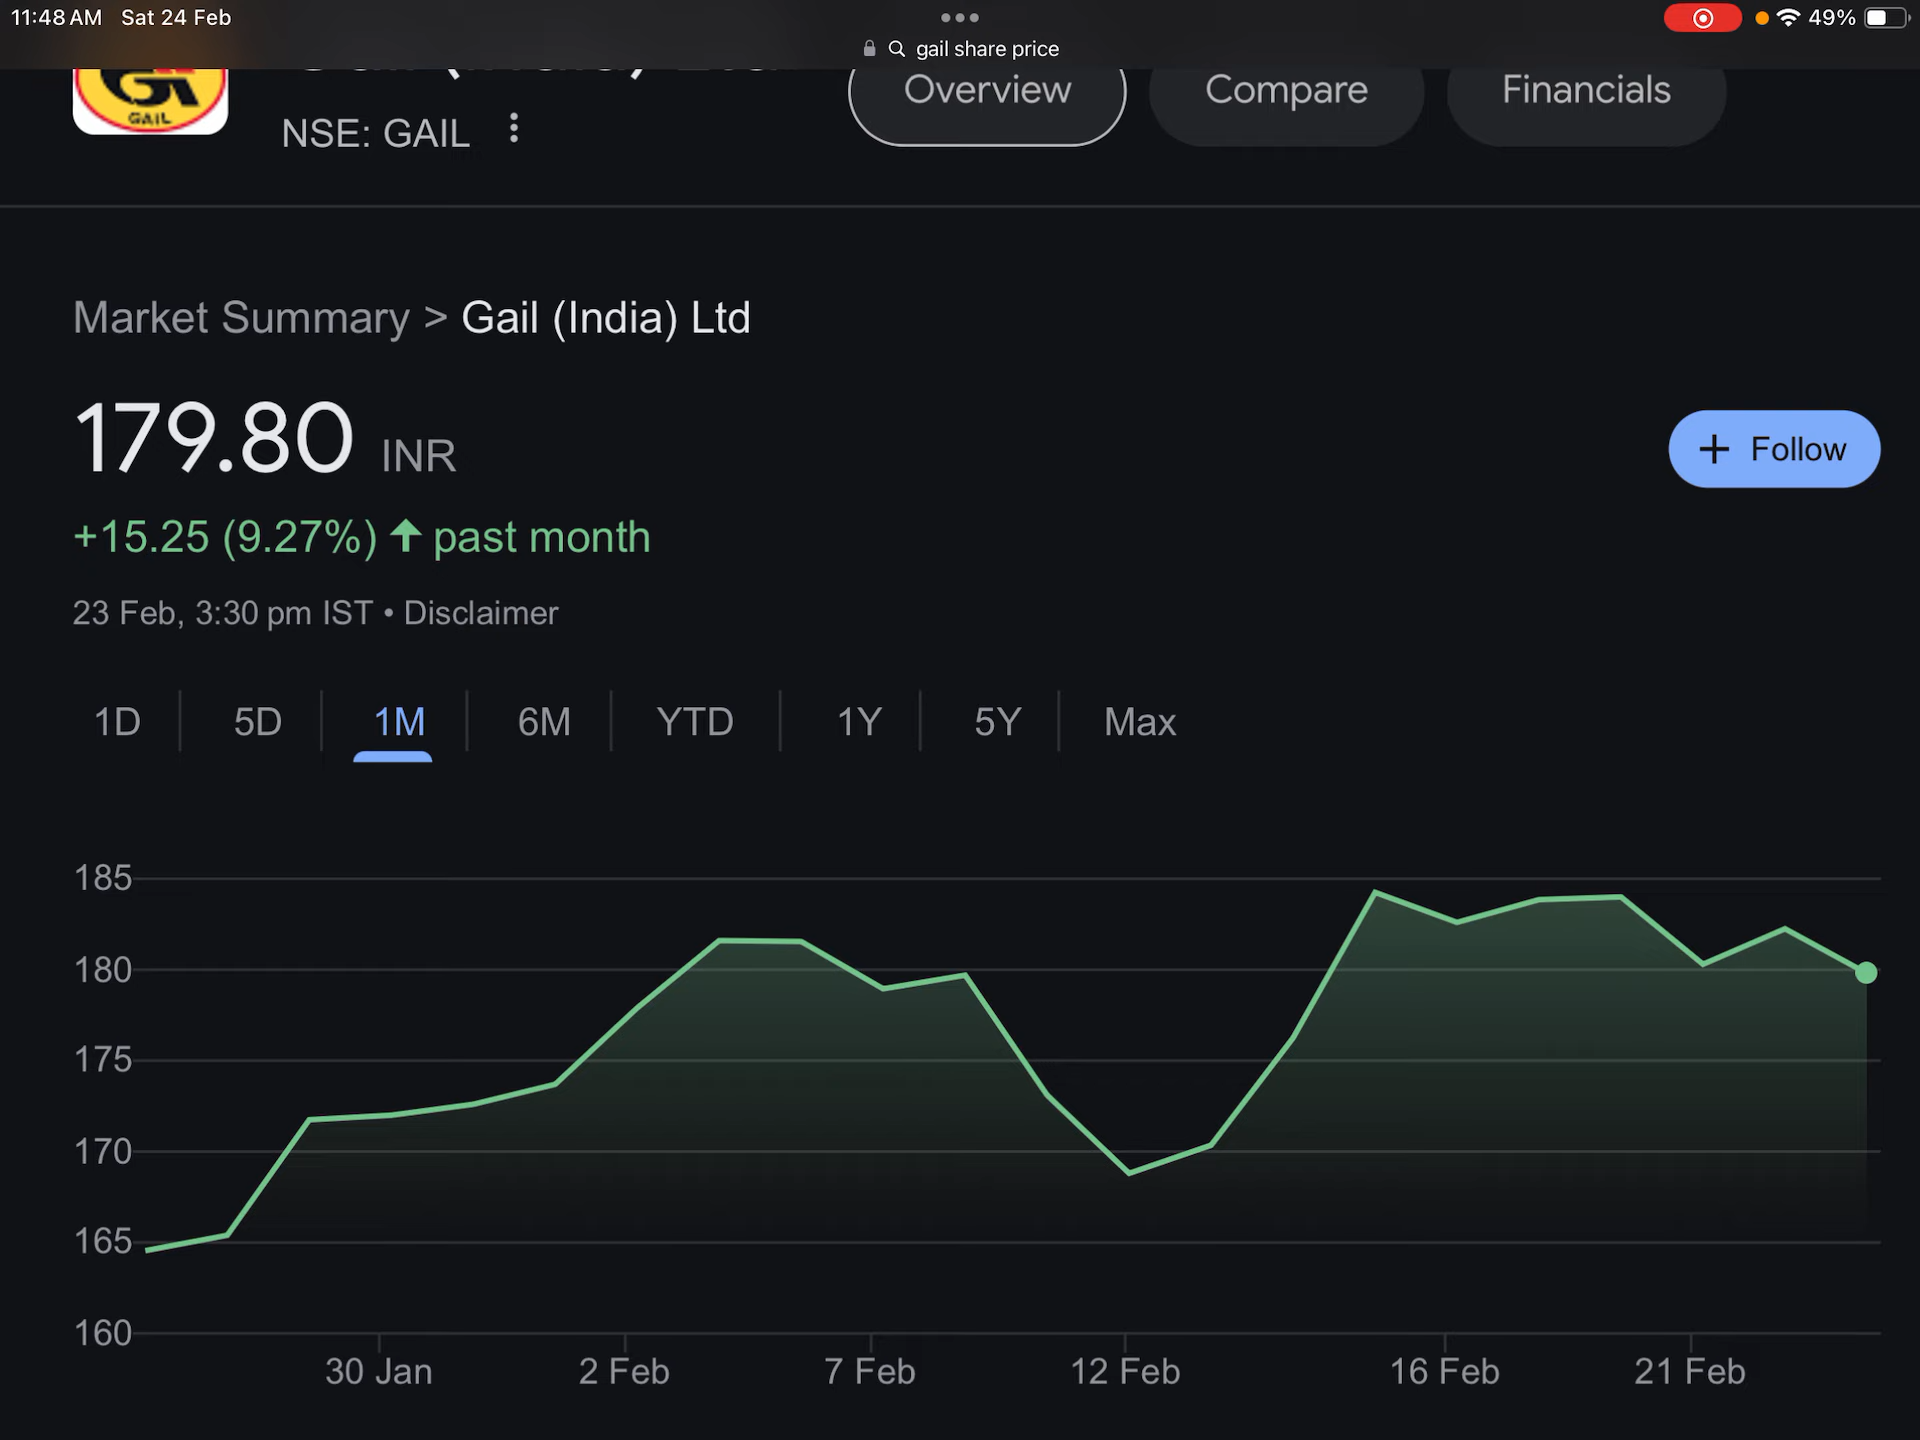 11:48 AM Sat 24 Feb
49%
gail share price
GAIL
NSE: GAIL
Overview
Compare
Financials
Market Summary > Gail (India) Ltd
179.80 INR
+ Follow
+15.25 (9.27%) ↑ past month
23 Feb, 3:30 pm IST • Disclaimer
1D 5D 1M 6M YTD 1Y 5Y Max
185
180
175
170
165
160
30 Jan 2 Feb 7 Feb 12 Feb 16 Feb 21 Feb